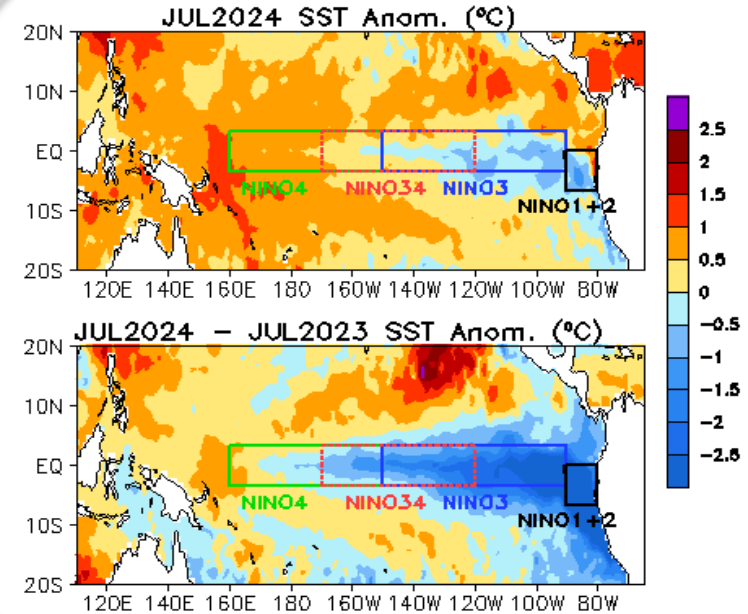 JUL2024 SST Anom. (ºC)
20N
10N
EQ
10S
20S
NINO4
NINO34
NINO3
NINO1+2
120E 140E 160E 180 160W 140W 120W 100W 80W
JUL2024 - JUL2023 SST Anom. (ºC)
20N
10N
EQ
10S
20S
NINO4
NINO34
NINO3
NINO1+2
120E 140E 160E 180 160W 140W 120W 100W 80W
2.5
2
1.5
1
0.5
0
-0.5
-1
-1.5
-2
-2.5